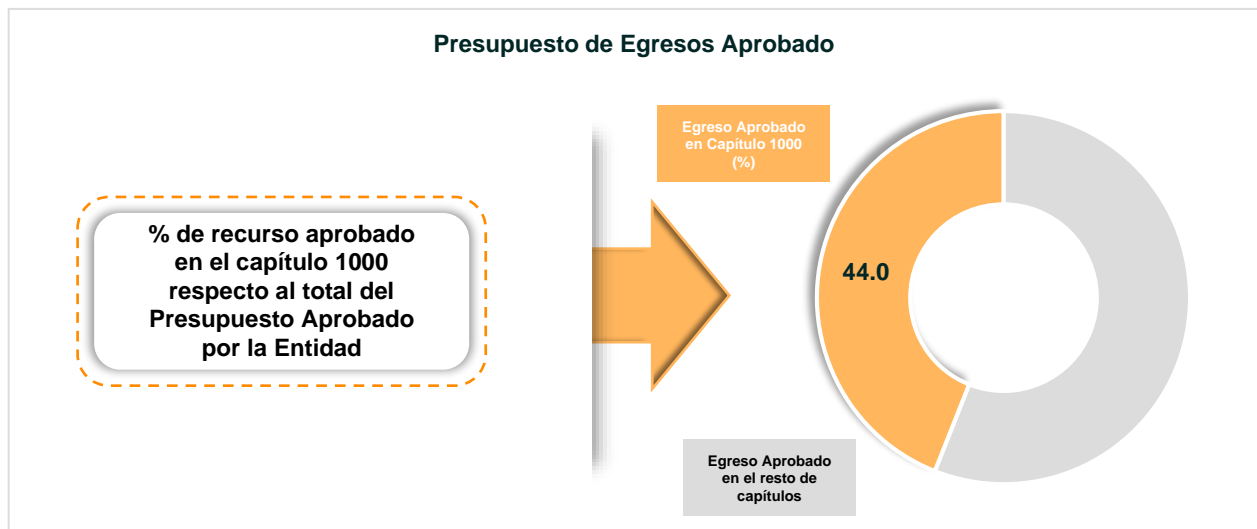 Presupuesto de Egresos Aprobado
% de recurso aprobado
en el capítulo 1000
respecto al total del
Presupuesto Aprobado
por la Entidad
Egreso Aprobado
en Capítulo 1000
(%)
44.0
Egreso Aprobado
en el resto de
capítulos